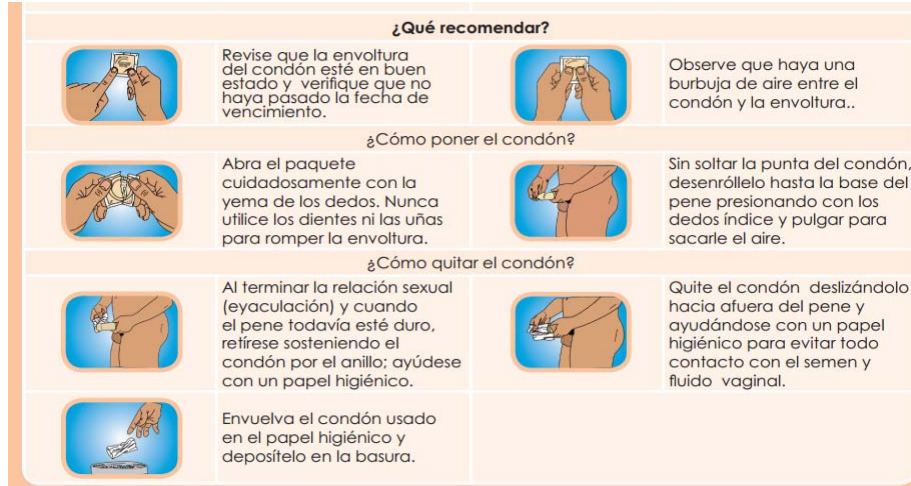 ¿Qué recomendar?
Revise que la envoltura
del condón esté en buen
estado y verifique que no
haya pasado la fecha de
vencimiento.
Observe que haya una
burbuja de aire entre el
condón y la envoltura..
¿Cómo poner el condón?
Abra el paquete
cuidadosamente con la
yema de los dedos. Nunca
utilice los dientes ni las uñas
para romper la envoltura.
Sin soltar la punta del condón,
desenróllelo hasta la base del
pene presionando con los
dedos índice y pulgar para
sacarle el aire.
¿Cómo quitar el condón?
Al terminar la relación sexual
(eyaculación) y cuando
el pene todavía esté duro,
retírese sosteniendo el
condón por el anillo; ayúdese
con un papel higiénico.
Quite el condón deslizándolo
hacia afuera del pene y
ayudándose con un papel
higiénico para evitar todo
contacto con el semen y
fluido vaginal.
Envuelva el condón usado
en el papel higiénico y
deposítelo en la basura.